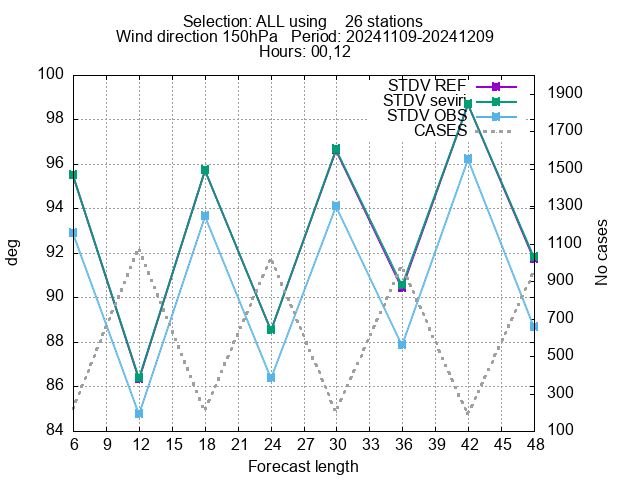 Selection: ALL using    26 stations
Wind direction 150hPa   Period: 20241109-20241209
Hours: 00,12
STDV REF
STDV seviri
STDV OBS
CASES
deg
100
98
96
94
92
90
88
86
84
1900
1700
1500
1300
1100
900
700
500
300
100
No cases
6 9 12 15 18 21 24 27 30 33 36 39 42 45 48
Forecast length